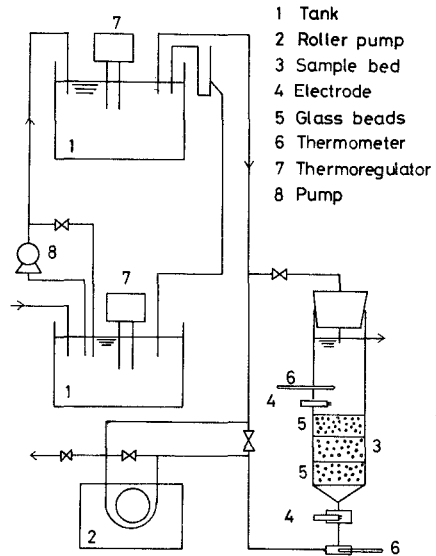 1 Tank
2 Roller pump
3 Sample bed
4 Electrode
5 Glass beads
6 Thermometer
7 Thermoregulator
8 Pump
7
1
8
7
1
6
4
5
3
5
2
4
6